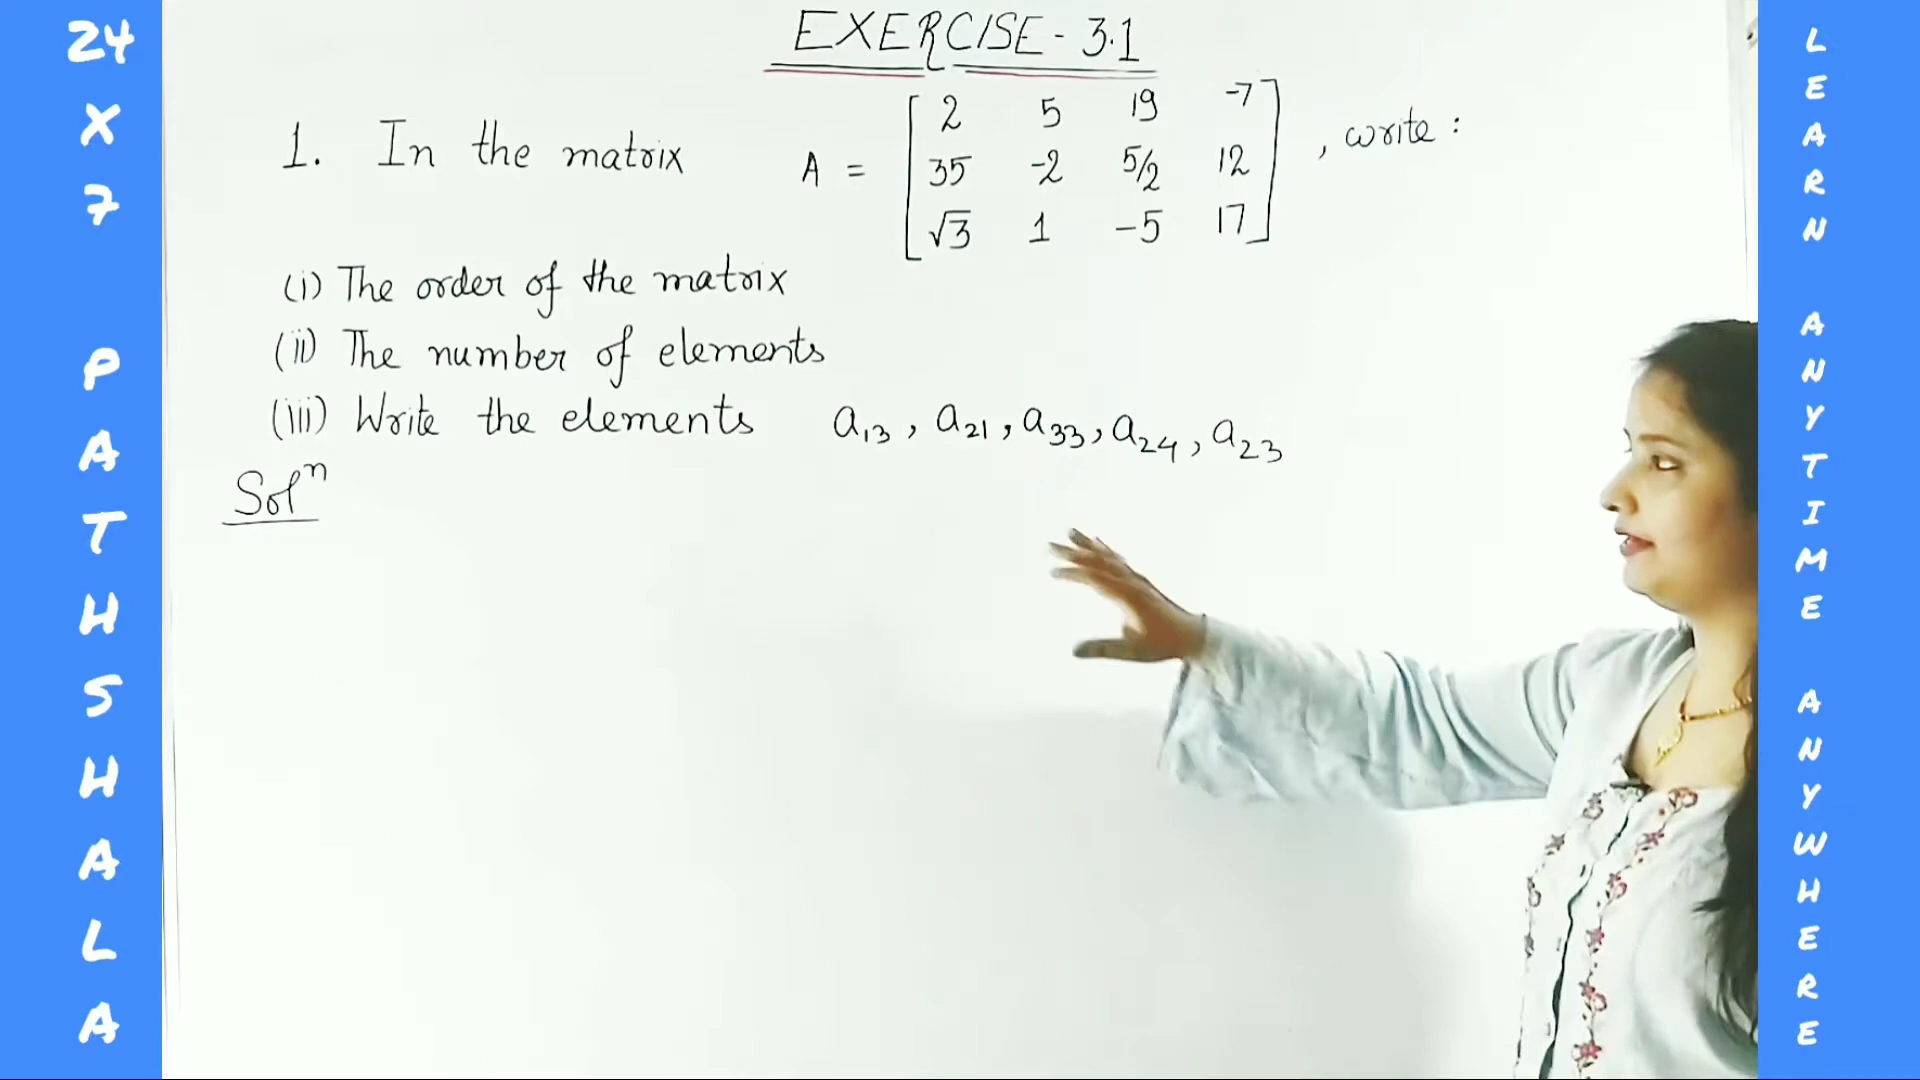 24 X 7 PATHSHALA
EXERCISE - 3.1
1. In the matrix A = [ 2 5 19 -7
35 -2 5/2 12
√3 1 -5 17 ] , write :
(i) The order of the matrix
(ii) The number of elements
(iii) Write the elements a₁₃, a₂₁, a₃₃, a₂₄, a₂₃
Solⁿ
LEARN ANYTIME ANYWHERE